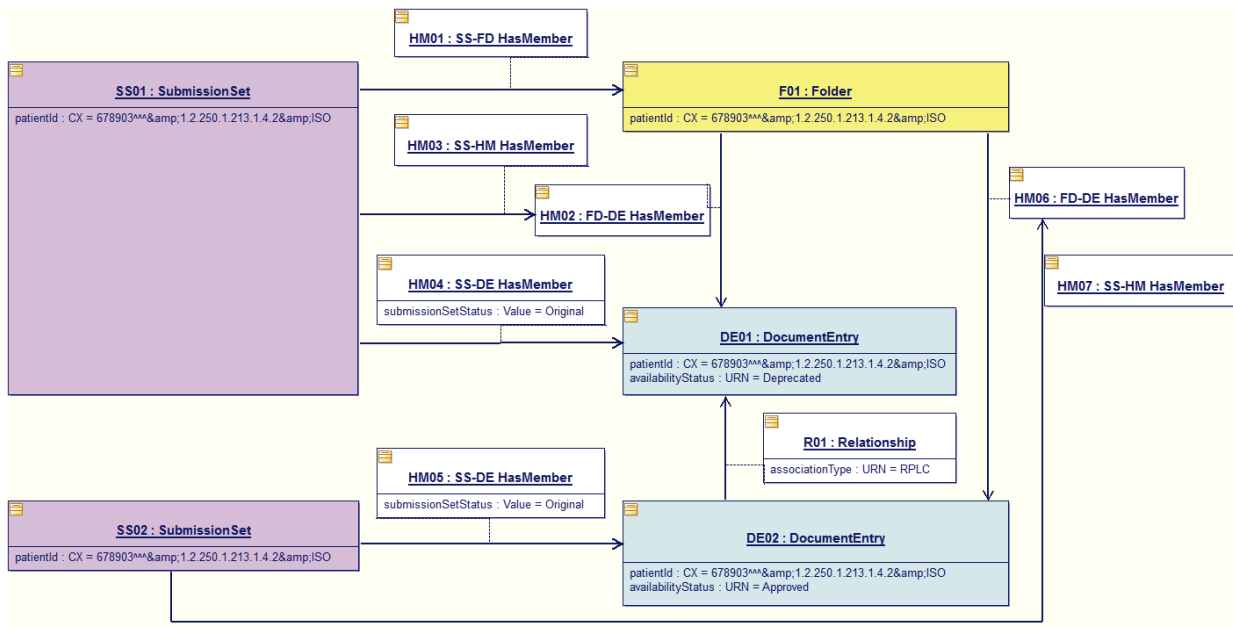 HM01 : SS-FD HasMember
SS01 : SubmissionSet
patientId : CX = 678903^^^&amp;1.2.250.1.213.1.4.2&amp;ISO
F01 : Folder
patientId : CX = 678903^^^&amp;1.2.250.1.213.1.4.2&amp;ISO
HM03 : SS-HM HasMember
HM02 : FD-DE HasMember
HM06 : FD-DE HasMember
HM04 : SS-DE HasMember
submissionSetStatus : Value = Original
HM07 : SS-HM HasMember
DE01 : DocumentEntry
patientId : CX = 678903^^^&amp;1.2.250.1.213.1.4.2&amp;ISO
availabilityStatus : URN = Deprecated
R01 : Relationship
associationType : URN = RPLC
HM05 : SS-DE HasMember
submissionSetStatus : Value = Original
SS02 : SubmissionSet
patientId : CX = 678903^^^&amp;1.2.250.1.213.1.4.2&amp;ISO
DE02 : DocumentEntry
patientId : CX = 678903^^^&amp;1.2.250.1.213.1.4.2&amp;ISO
availabilityStatus : URN = Approved